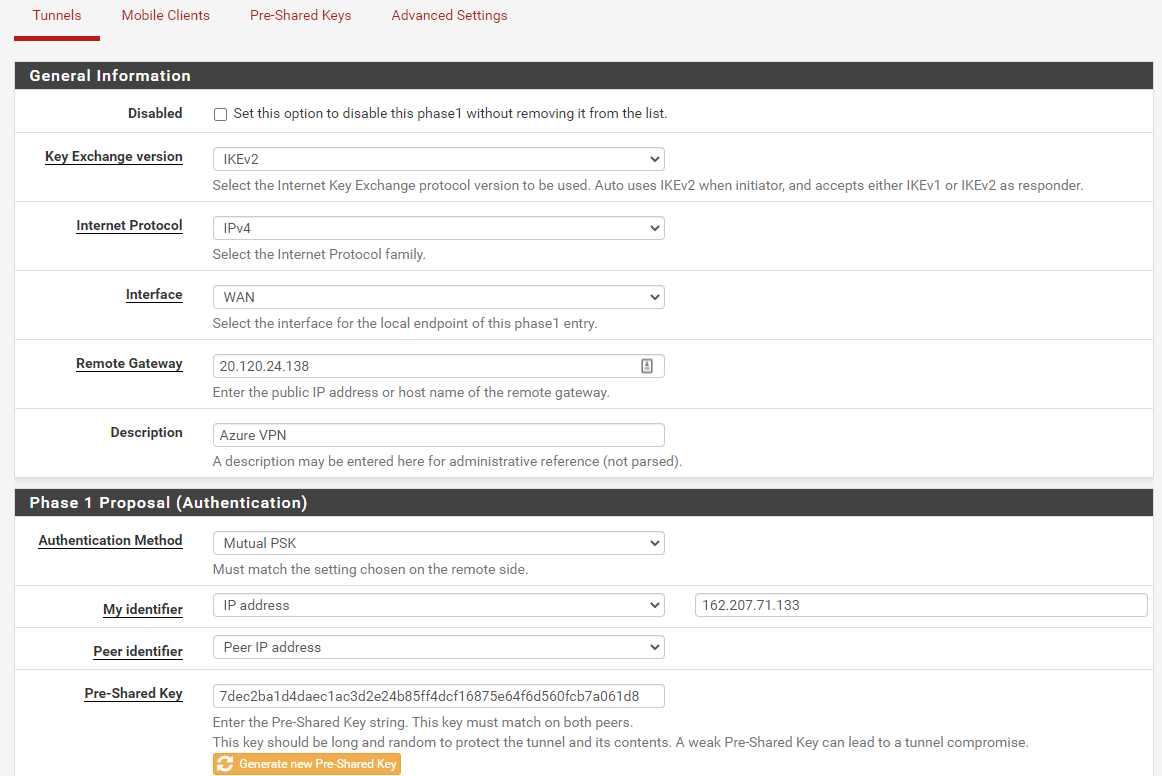 Tunnels Mobile Clients Pre-Shared Keys Advanced Settings
General Information
Disabled Set this option to disable this phase1 without removing it from the list.
Key Exchange version IKEv2
Select the Internet Key Exchange protocol version to be used. Auto uses IKEv2 when initiator, and accepts either IKEv1 or IKEv2 as responder.
Internet Protocol IPv4
Select the Internet Protocol family.
Interface WAN
Select the interface for the local endpoint of this phase1 entry.
Remote Gateway 20.120.24.138
Enter the public IP address or host name of the remote gateway.
Description Azure VPN
A description may be entered here for administrative reference (not parsed).
Phase 1 Proposal (Authentication)
Authentication Method Mutual PSK
Must match the setting chosen on the remote side.
My identifier IP address 162.207.71.133
Peer identifier Peer IP address
Pre-Shared Key 7dec2ba1d4daec1ac3d2e24b85ff4dcf16875e64f6d560fcb7a061d8
Enter the Pre-Shared Key string. This key must match on both peers.
This key should be long and random to protect the tunnel and its contents. A weak Pre-Shared Key can lead to a tunnel compromise.
Generate new Pre-Shared Key